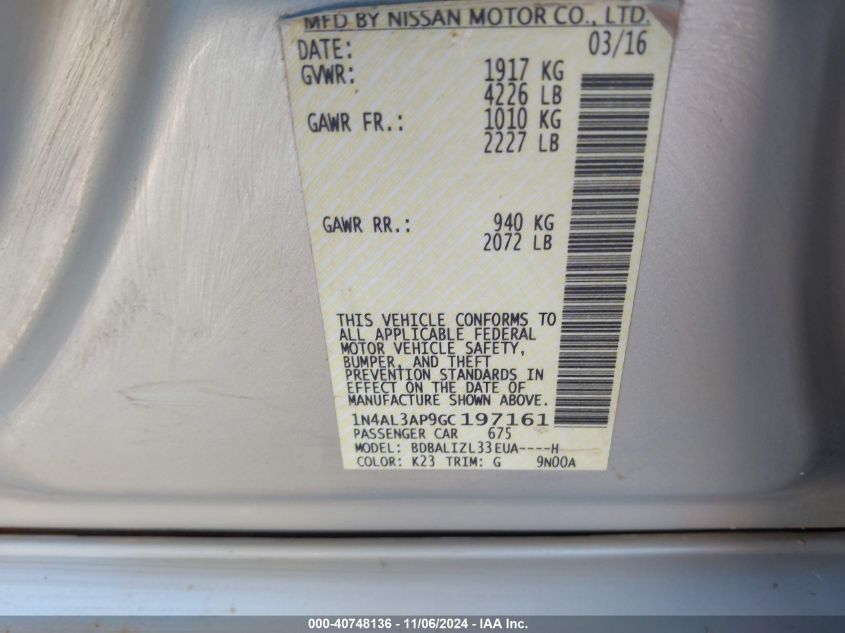 MFD BY NISSAN MOTOR CO., LTD.
DATE: 03/16
GVWR: 1917 KG
4226 LB
GAWR FR.: 1010 KG
2227 LB
GAWR RR.: 940 KG
2072 LB
THIS VEHICLE CONFORMS TO
ALL APPLICABLE FEDERAL
MOTOR VEHICLE SAFETY,
BUMPER, AND THEFT
PREVENTION STANDARDS IN
EFFECT ON THE DATE OF
MANUFACTURE SHOWN ABOVE.
1N4AL3AP9GC197161
PASSENGER CAR 675
MODEL: BDBALIZL33EUA----H
COLOR: K23 TRIM: G 9N00A
000-40748136 - 11/06/2024 - IAA Inc.